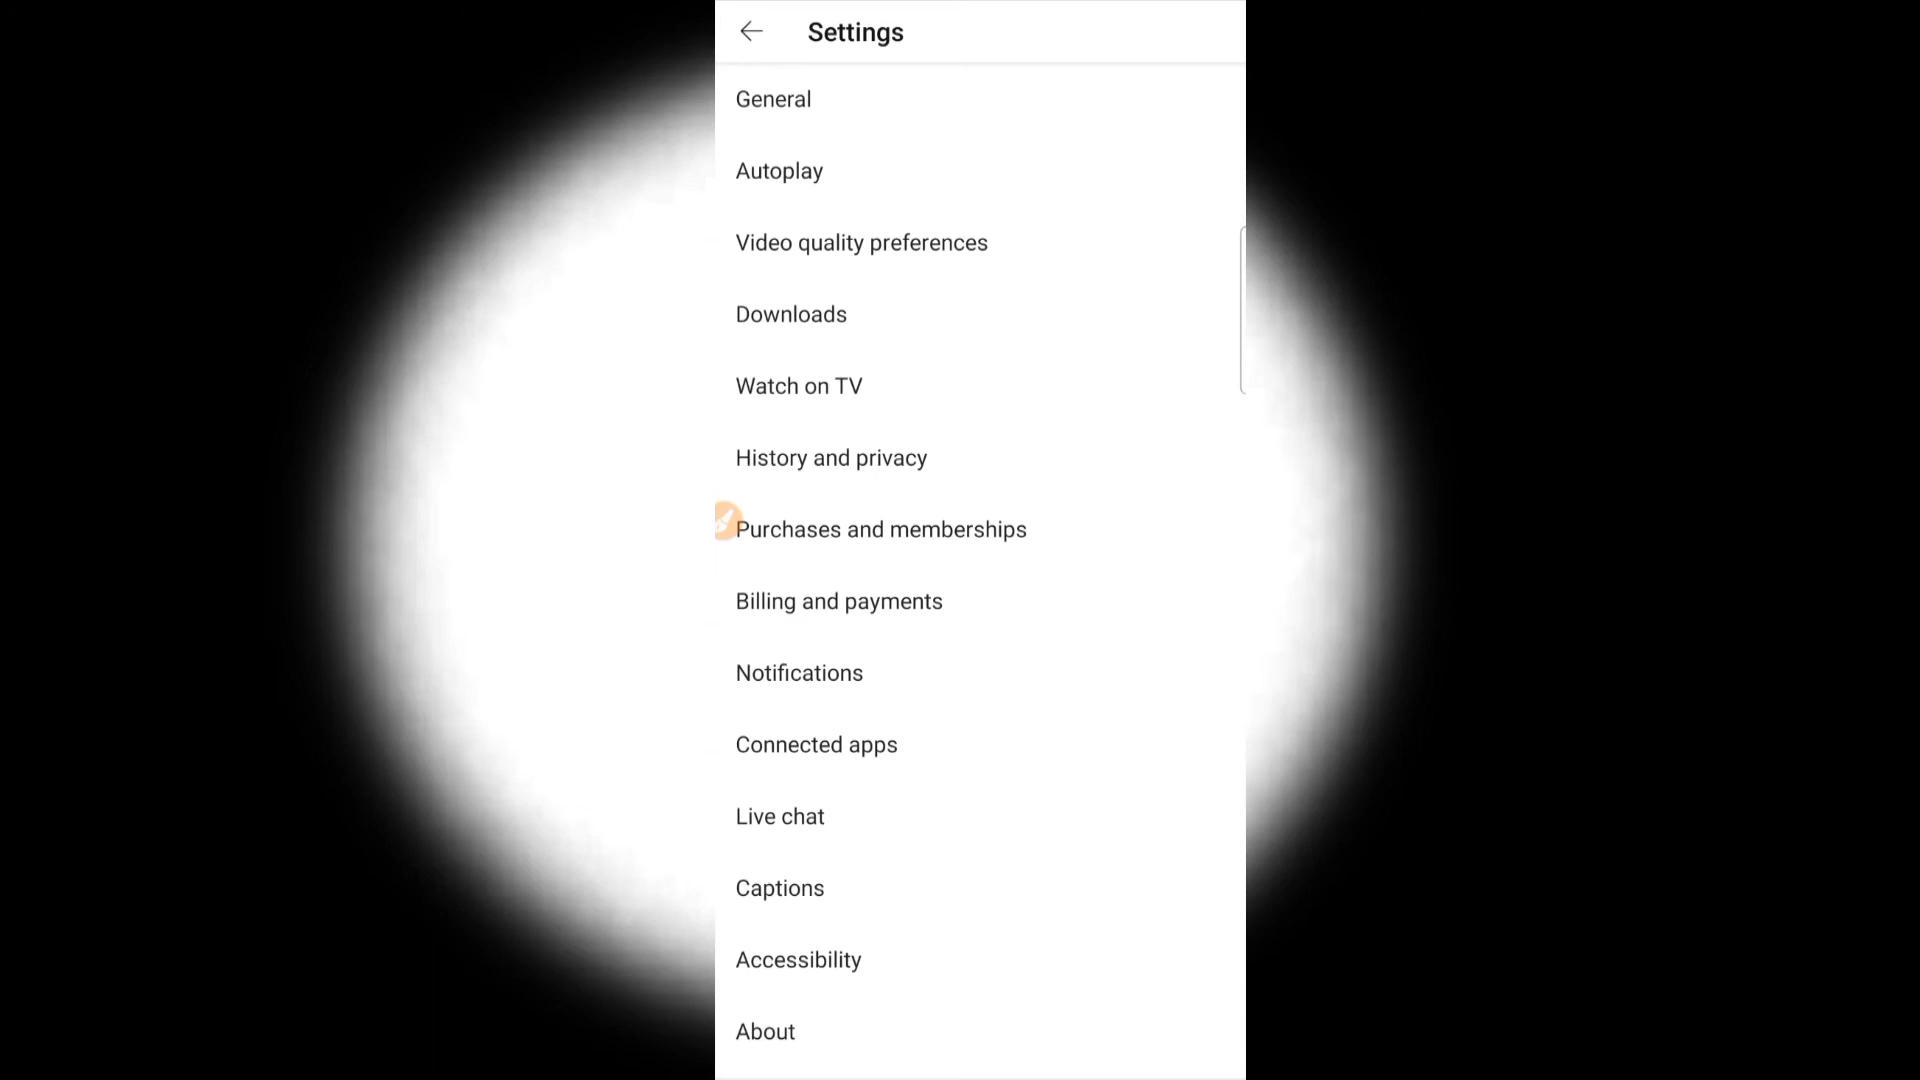 Settings
General
Autoplay
Video quality preferences
Downloads
Watch on TV
History and privacy
Purchases and memberships
Billing and payments
Notifications
Connected apps
Live chat
Captions
Accessibility
About